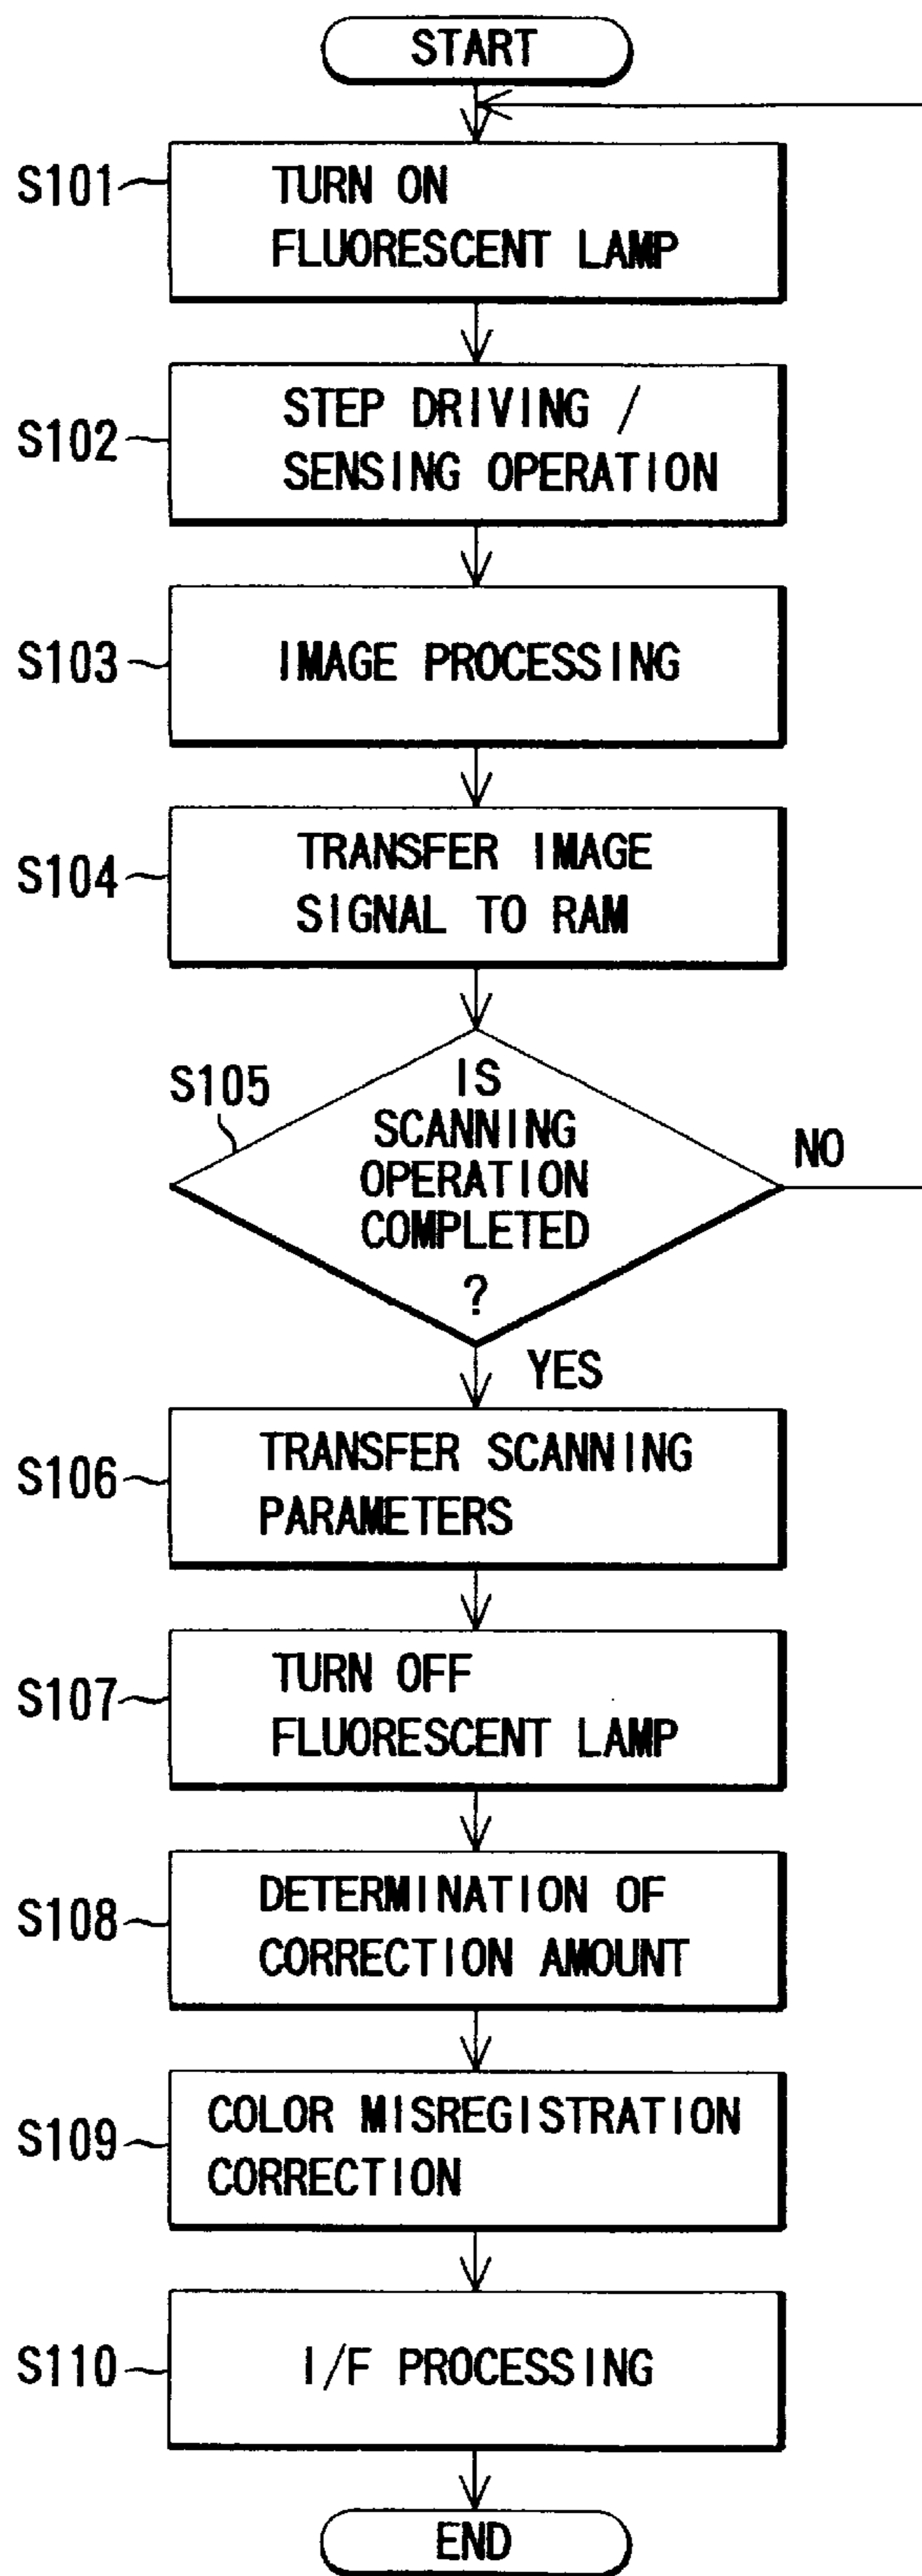 START
S101
TURN ON
FLUORESCENT LAMP
S102
STEP DRIVING /
SENSING OPERATION
S103
IMAGE PROCESSING
S104
TRANSFER IMAGE
SIGNAL TO RAM
S105
IS
SCANNING
OPERATION
COMPLETED
?
NO
YES
S106
TRANSFER SCANNING
PARAMETERS
S107
TURN OFF
FLUORESCENT LAMP
S108
DETERMINATION OF
CORRECTION AMOUNT
S109
COLOR MISREGISTRATION
CORRECTION
S110
I/F PROCESSING
END